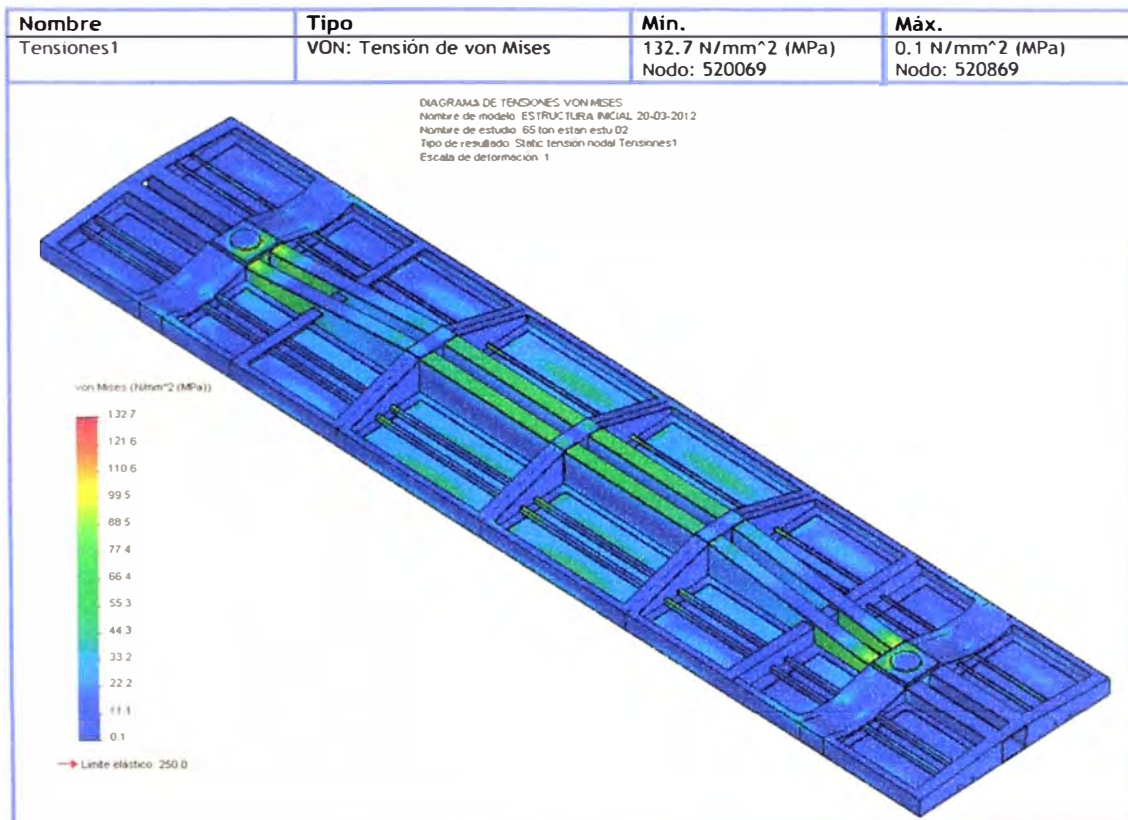 Nombre Tipo Min. Máx.
Tensiones1 VON: Tensión de von Mises 132.7 N/mm^2 (MPa) 0.1 N/mm^2 (MPa)
Nodo: 520069 Nodo: 520869
DIAGRAMA DE TENSIONES VON MISES
Nombre de modelo ESTRUCTURA INICIAL 20-03-2012
Nombre de estudio 65 ton estan estu 02
Tipo de resultado Static tension nodal Tensiones1
Escala de deformacion 1
von Mises (N/mm^2 (MPa))
132.7
121.6
110.6
99.5
88.5
77.4
66.4
55.3
44.3
33.2
22.2
11.1
0.1
Límite elástico 250.0